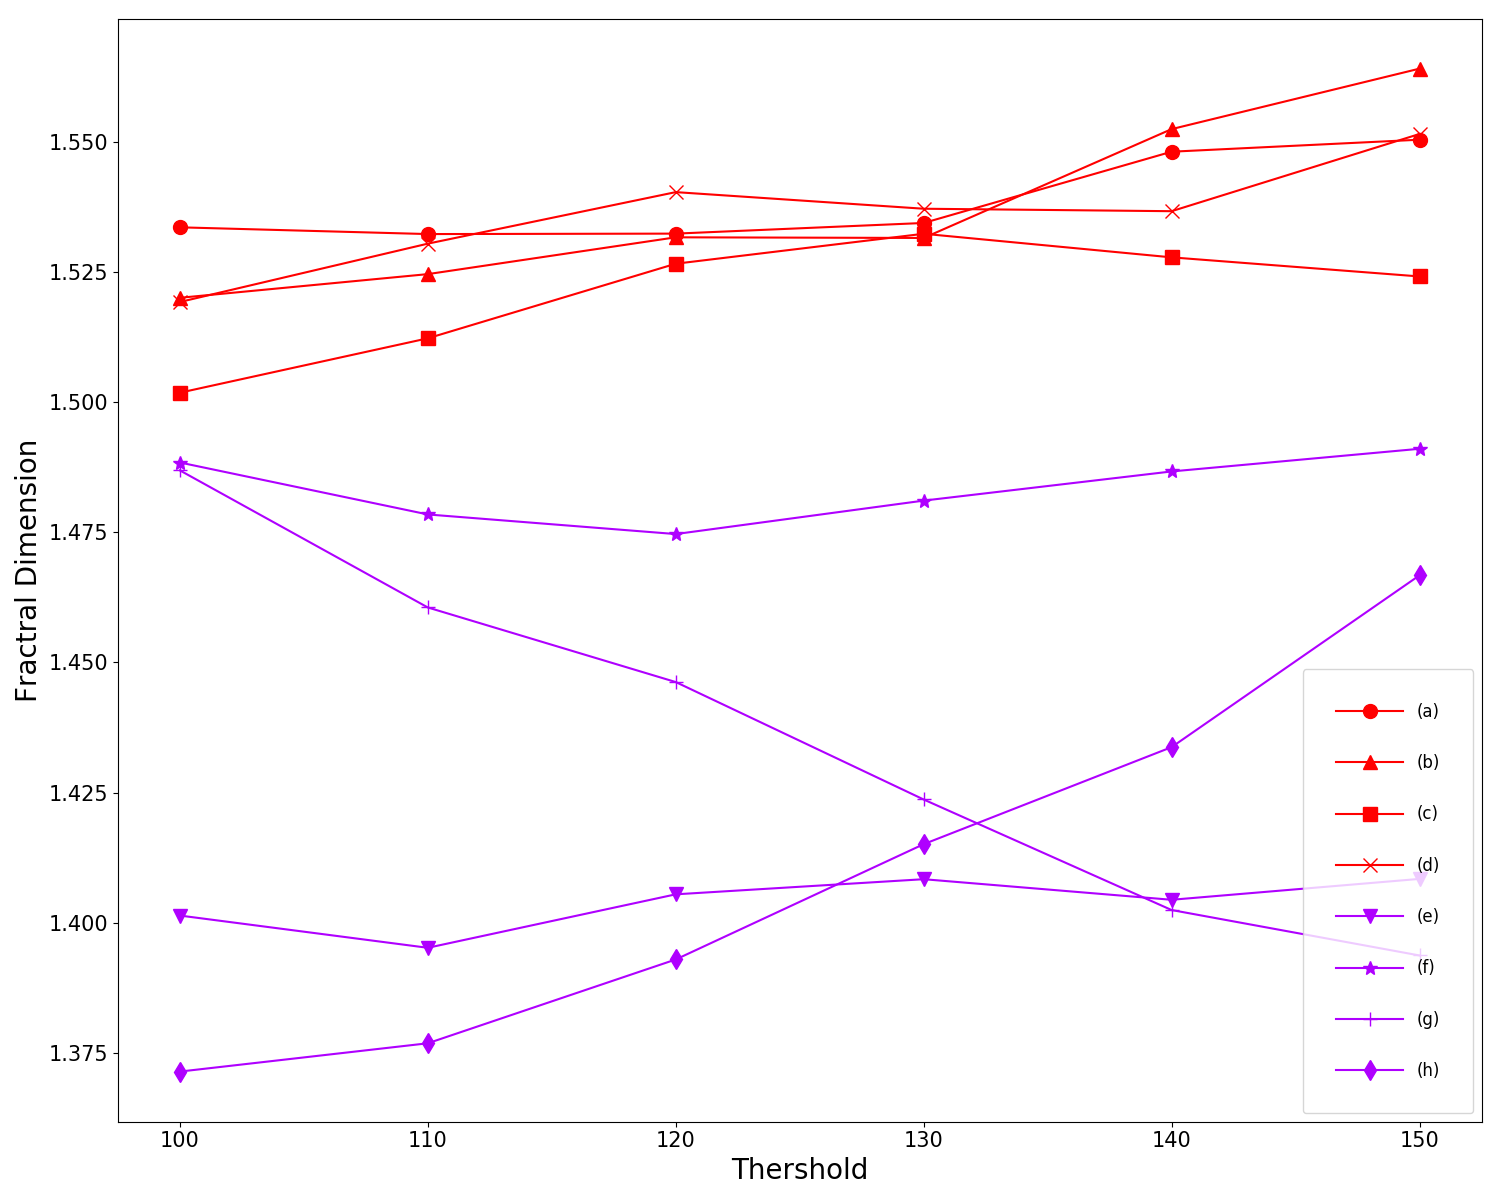 1.550
1.525
1.500
1.475
1.450
1.425
1.400
1.375
Fractral Dimension
100 110 120 130 140 150
Thershold
(a)
(b)
(c)
(d)
(e)
(f)
(g)
(h)